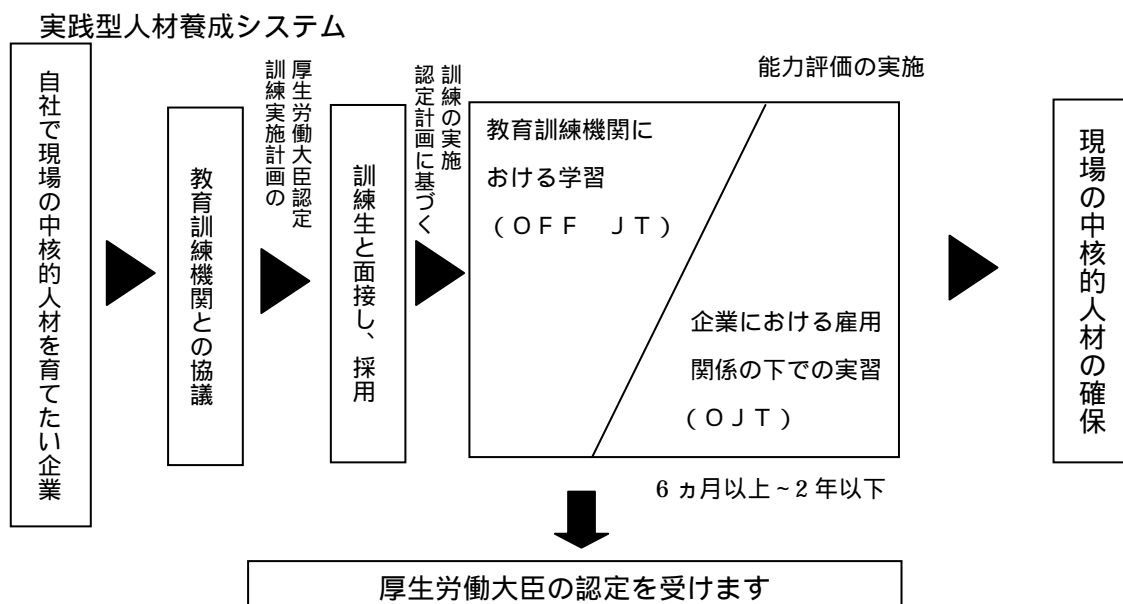 実践型人材養成システム
自社で現場の中核的人材を育てたい企業
教育訓練機関との協議
厚生労働大臣認定
訓練実施計画の
訓練生と面接し、採用
訓練の実施
認定計画に基づく
能力評価の実施
教育訓練機関に
おける学習
(OFF JT)
企業における雇用
関係の下での実習
(OJT)
6ヵ月以上~2年以下
現場の中核的人材の確保
厚生労働大臣の認定を受けます